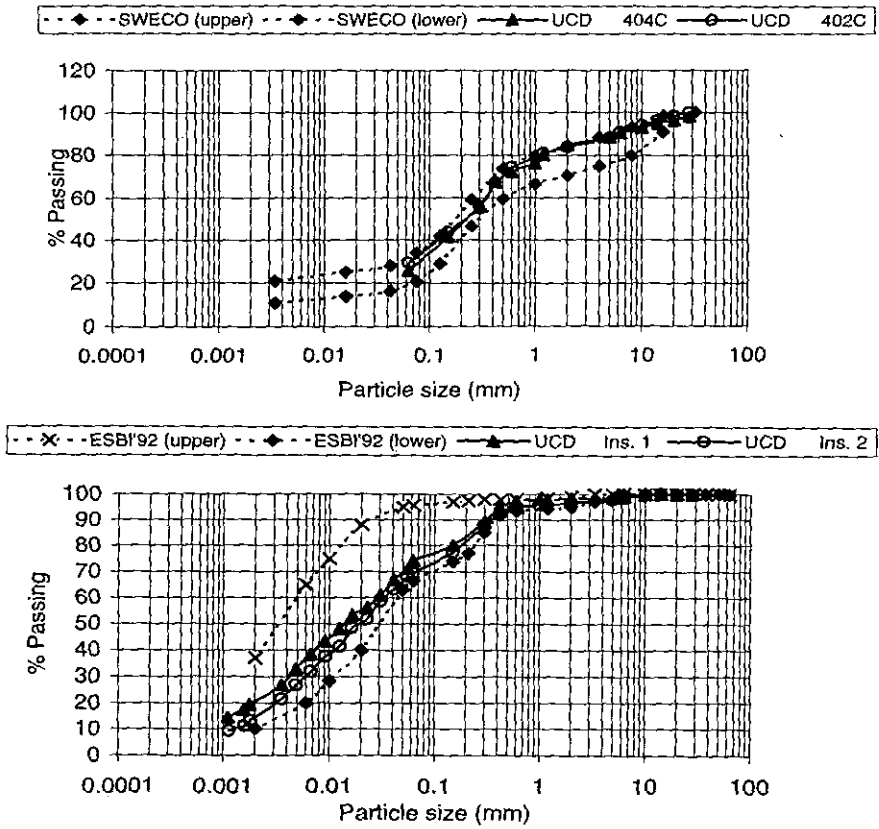 SWECO (upper) SWECO (lower) UCD 404C UCD 402C
120
100
80
60
40
20
0
% Passing
0.0001 0.001 0.01 0.1 1 10 100
Particle size (mm)
ESBI'92 (upper) ESBI'92 (lower) UCD Ins. 1 UCD Ins. 2
100
90
80
70
60
50
40
30
20
10
0
% Passing
0.0001 0.001 0.01 0.1 1 10 100
Particle size (mm)